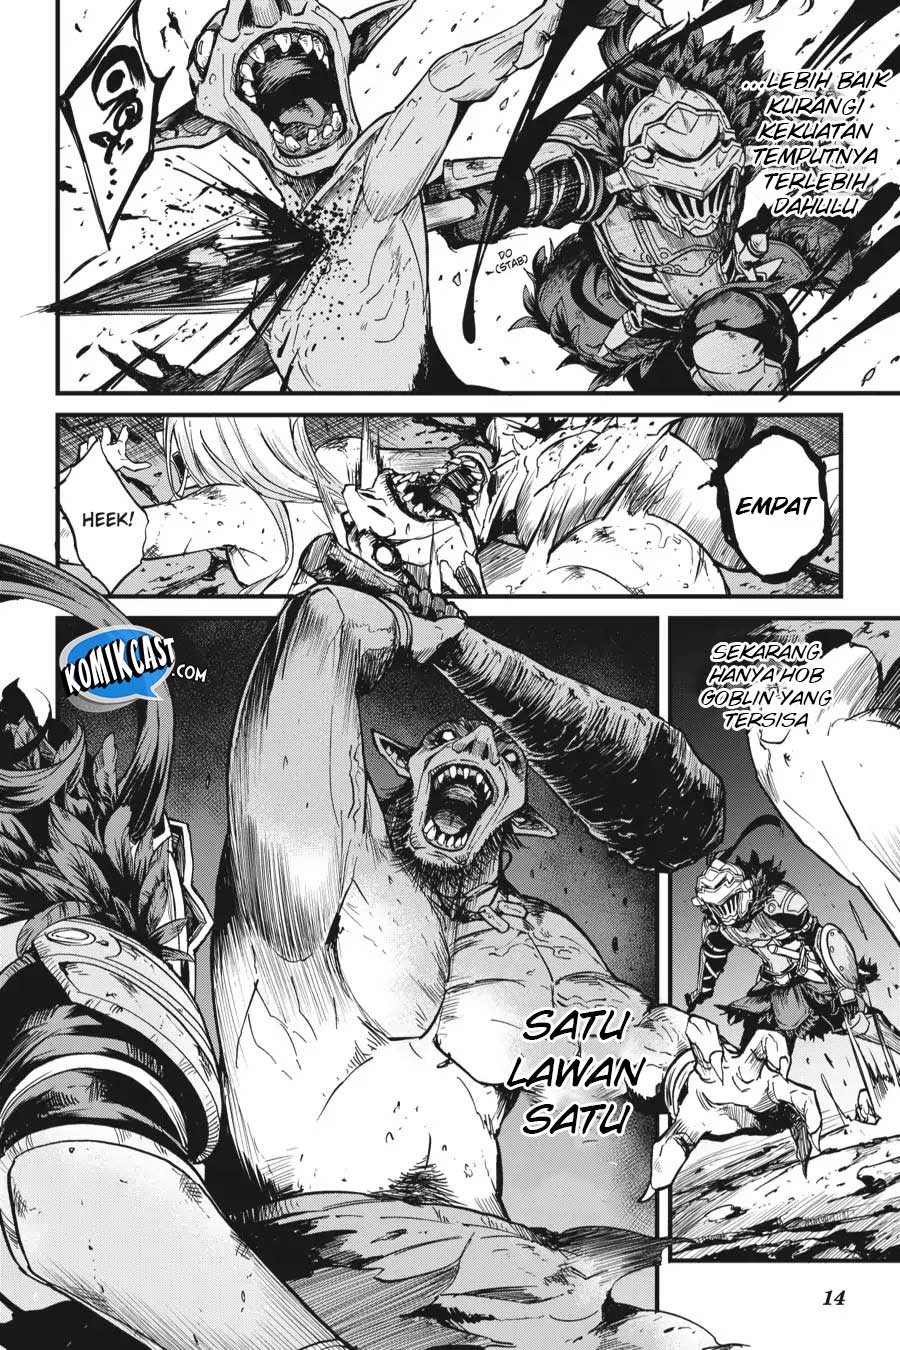 ...LEBIH BAIK
KURANGI
KEKUATAN
TEMPUTNYA
TERLEBIH
DAHULU
DO
(STAB)
EMPAT
HEEK!
SEKARANG
HANYA HOB
GOBLIN YANG
TERSISA
KOMIKCAST.COM
SATU
LAWAN
SATU
14